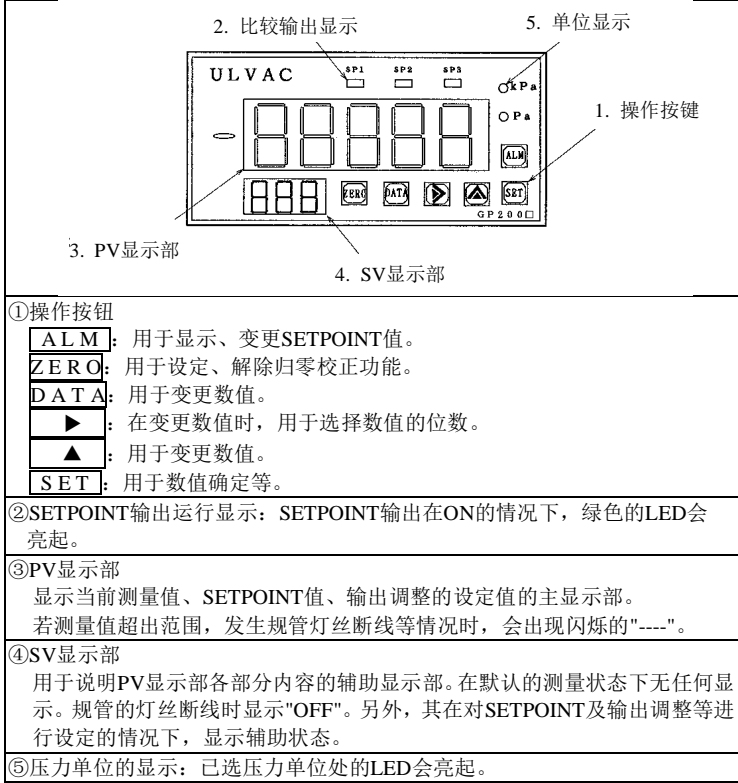 2. 比较输出显示
5. 单位显示
ULVAC
SP1 SP2 SP3
kPa
Pa
1. 操作按键
ALM
ZERO DATA SET
GP200□
3. PV显示部
4. SV显示部
①操作按钮
ALM：用于显示、变更SETPOINT值。
ZERO：用于设定、解除归零校正功能。
DATA：用于变更数值。
▶：在变更数值时，用于选择数值的位数。
▲：用于变更数值。
SET：用于数值确定等。
②SETPOINT输出运行显示：SETPOINT输出在ON的情况下，绿色的LED会
亮起。
③PV显示部
显示当前测量值、SETPOINT值、输出调整的设定值的主显示部。
若测量值超出范围，发生规管灯丝断线等情况时，会出现闪烁的"----"。
④SV显示部
用于说明PV显示部各部分内容的辅助显示部。在默认的测量状态下无任何显
示。规管的灯丝断线时显示"OFF"。另外，其在对SETPOINT及输出调整等进
行设定的情况下，显示辅助状态。
⑤压力单位的显示：已选压力单位处的LED会亮起。